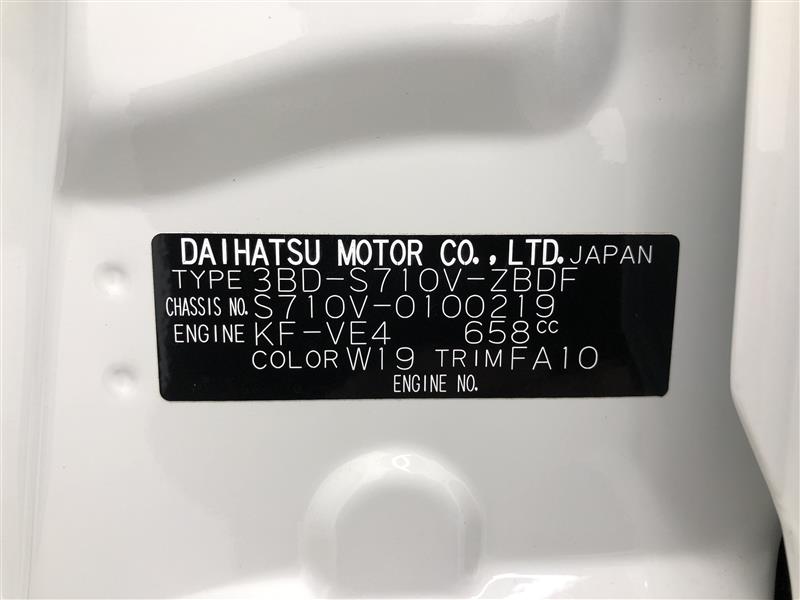 DAIHATSU MOTOR CO., LTD. JAPAN
TYPE 3BD-S710V-ZBDF
CHASSIS NO. S710V-0100219
ENGINE KF-VE4 658cc
COLOR W19 TRIM FA10
ENGINE NO.